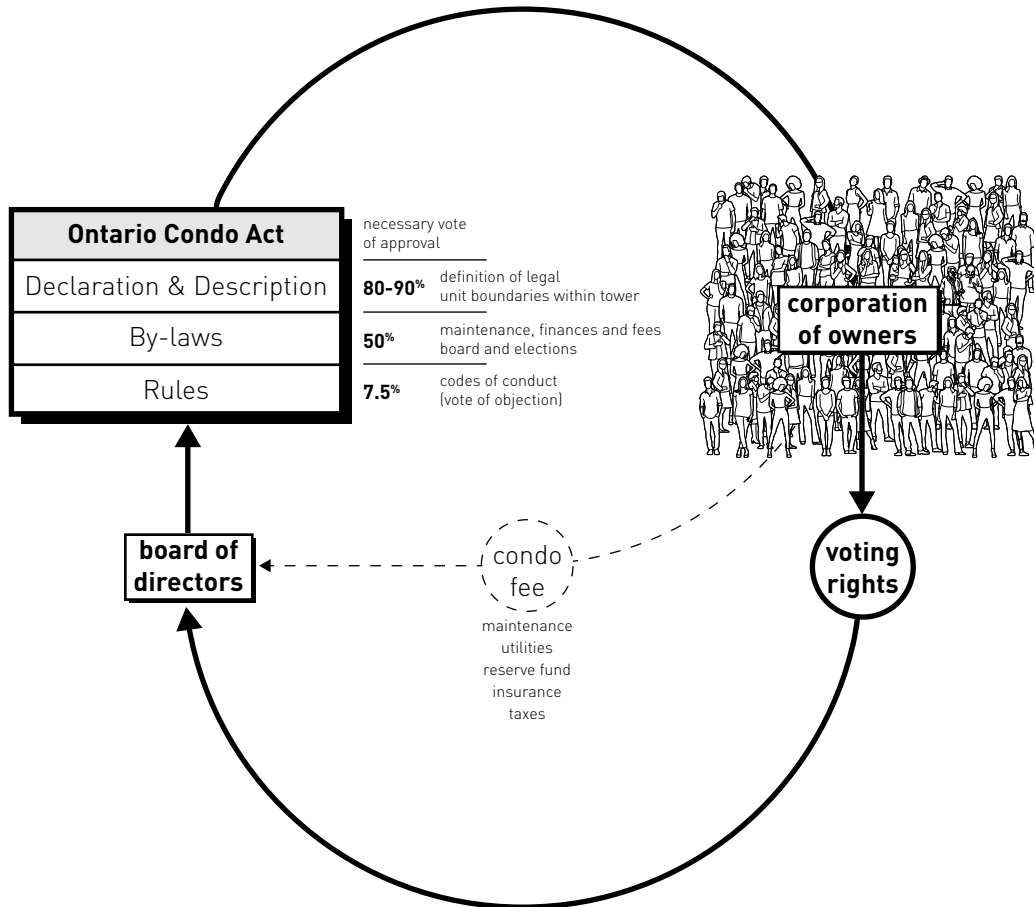 Ontario Condo Act
necessary vote
of approval
Declaration & Description
80-90%
definition of legal
unit boundaries within tower
By-laws
50%
maintenance, finances and fees
board and elections
Rules
7.5%
codes of conduct
(vote of objection)
corporation
of owners
board of
directors
condo
fee
maintenance
utilities
reserve fund
insurance
taxes
voting
rights